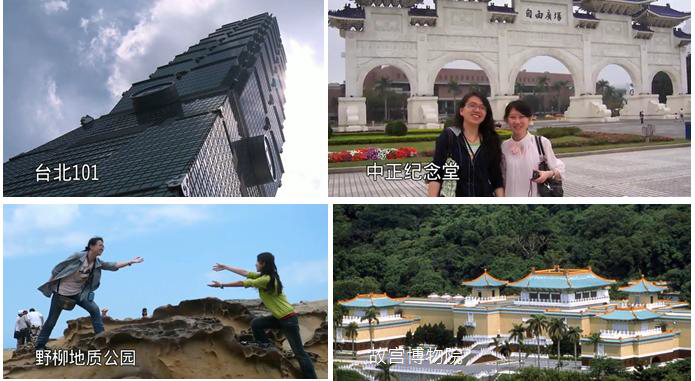 台北101
自由廣場
中正纪念堂
野柳地质公园
故宫博物院